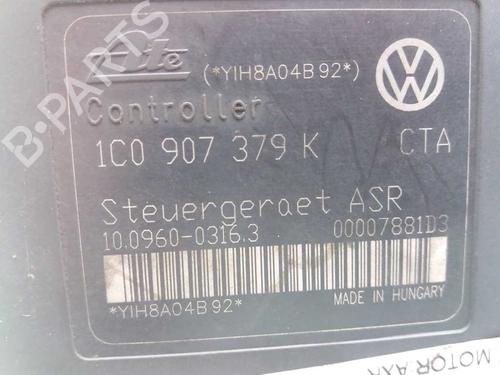 Ate (*YIH8A04B92*)
Controller
1C0 907 379 K CTA
Steuergeraet ASR
10.0960-0316.3 00007881D3
*YIH8A04B92* MADE IN HUNGARY
MOTOR AXR
B-PARTS